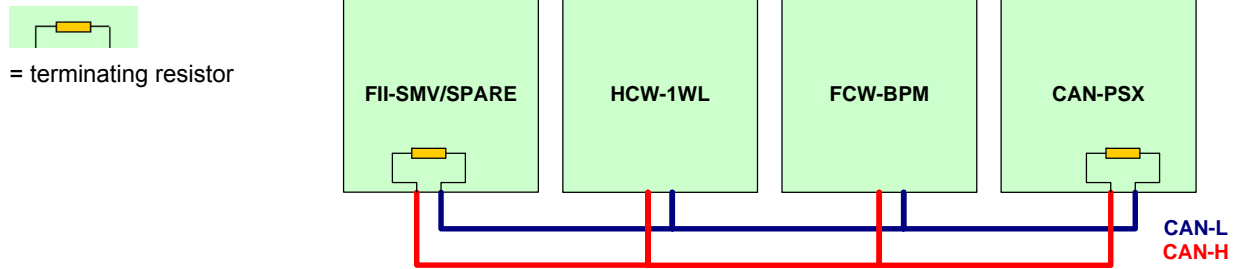 = terminating resistor
FII-SMV/SPARE
HCW-1WL
FCW-BPM
CAN-PSX
CAN-L
CAN-H